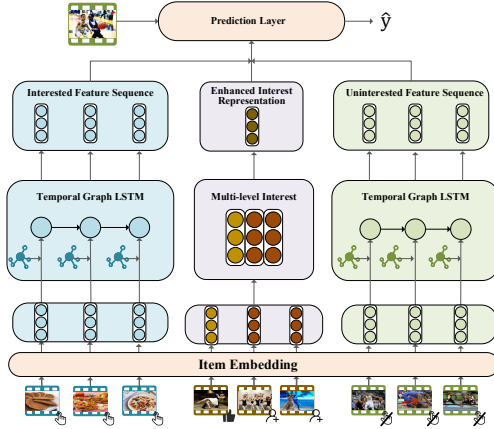 Prediction Layer
ŷ
Interested Feature Sequence
Enhanced Interest
Representation
Uninterested Feature Sequence
Temporal Graph LSTM
Multi-level Interest
Temporal Graph LSTM
Item Embedding